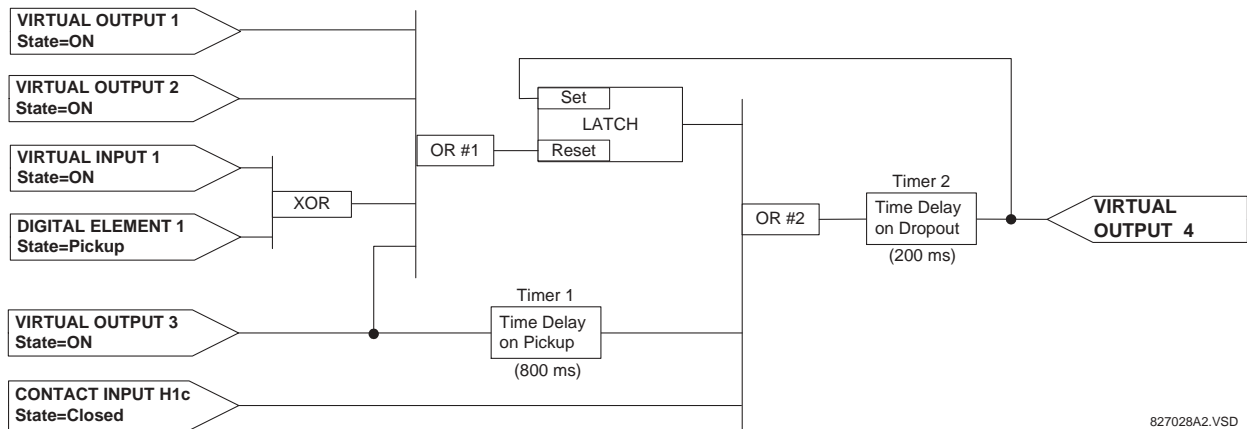 VIRTUAL OUTPUT 1
State=ON
VIRTUAL OUTPUT 2
State=ON
VIRTUAL INPUT 1
State=ON
DIGITAL ELEMENT 1
State=Pickup
VIRTUAL OUTPUT 3
State=ON
CONTACT INPUT H1c
State=Closed
XOR
OR #1
Set
LATCH
Reset
Timer 1
Time Delay
on Pickup
(800 ms)
OR #2
Timer 2
Time Delay
on Dropout
(200 ms)
VIRTUAL
OUTPUT 4
827028A2.VSD